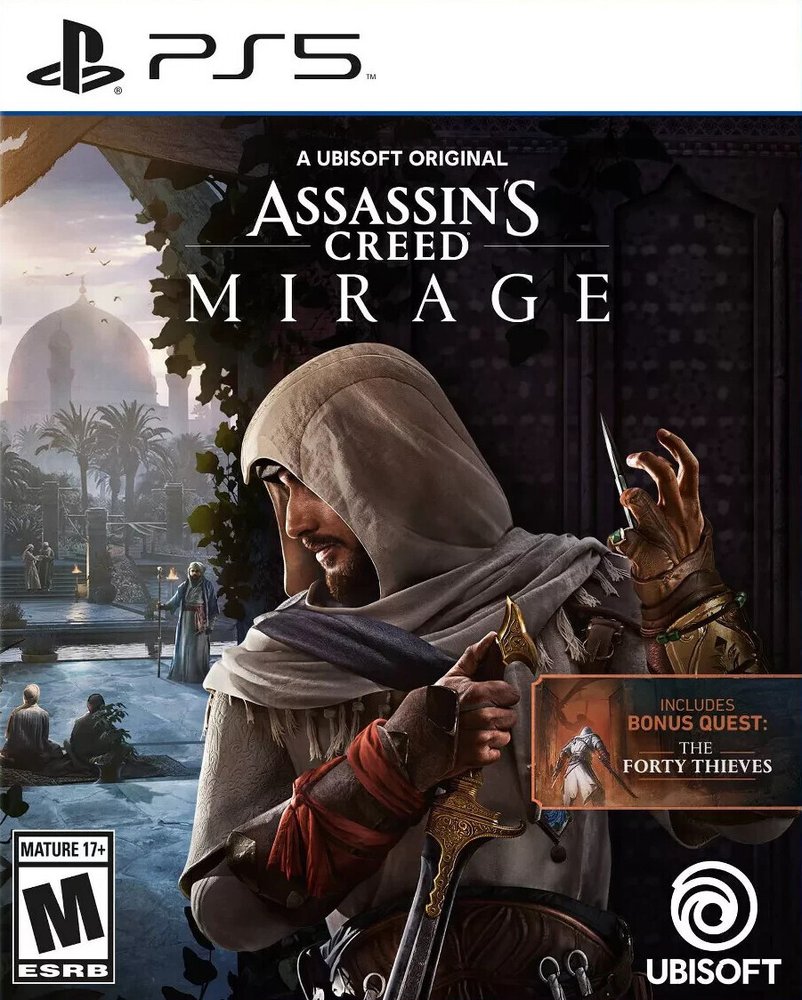 PS5
A UBISOFT ORIGINAL
ASSASSIN'S
CREED
MIRAGE
INCLUDES
BONUS QUEST:
THE
FORTY THIEVES
MATURE 17+
M
ESRB
UBISOFT